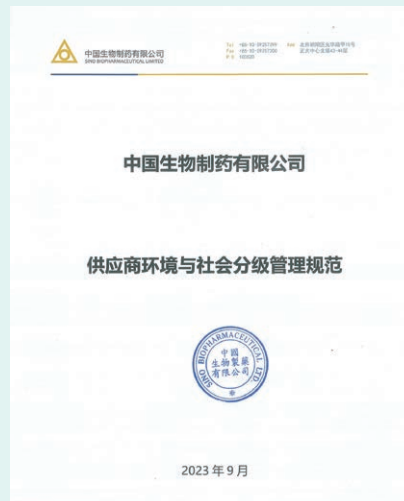 中国生物制药有限公司
SINO BIOPHARMACEUTICAL LIMITED
中国生物制药有限公司
供应商环境与社会分级管理规范
SINO BIOPHARMACEUTICAL LTD
中國
生物製藥
有限公司
2023 年 9 月